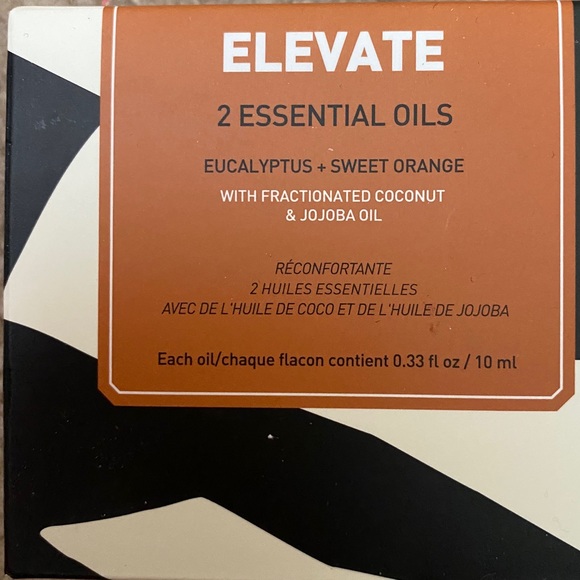 ELEVATE
2 ESSENTIAL OILS
EUCALYPTUS + SWEET ORANGE
WITH FRACTIONATED COCONUT
& JOJOBA OIL
RÉCONFORTANTE
2 HUILES ESSENTIELLES
AVEC DE L'HUILE DE COCO ET DE L'HUILE DE JOJOBA
Each oil/chaque flacon contient 0.33 fl oz / 10 ml